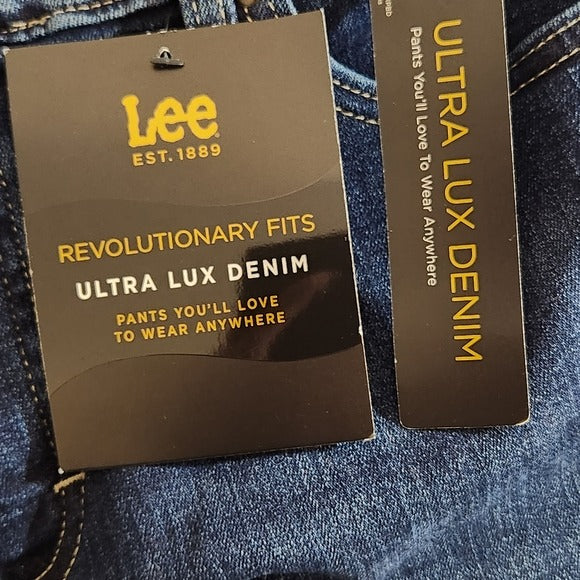 Lee
EST. 1889
REVOLUTIONARY FITS
ULTRA LUX DENIM
PANTS YOU'LL LOVE
TO WEAR ANYWHERE
ULTRA LUX DENIM
Pants You'll Love To Wear Anywhere